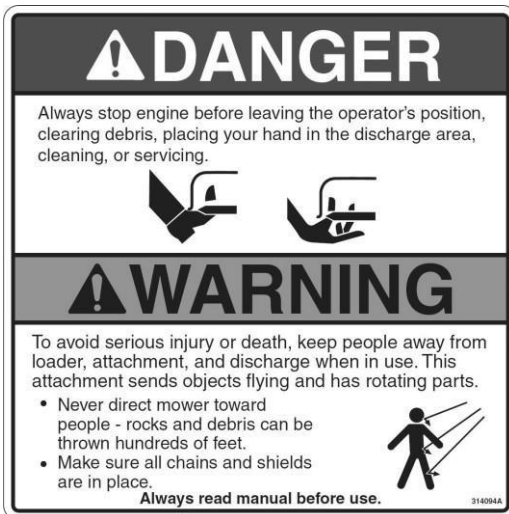 DANGER
Always stop engine before leaving the operator's position,
clearing debris, placing your hand in the discharge area,
cleaning, or servicing.
WARNING
To avoid serious injury or death, keep people away from
loader, attachment, and discharge when in use. This
attachment sends objects flying and has rotating parts.
• Never direct mower toward
people - rocks and debris can be
thrown hundreds of feet.
• Make sure all chains and shields
are in place.
Always read manual before use.
314094A